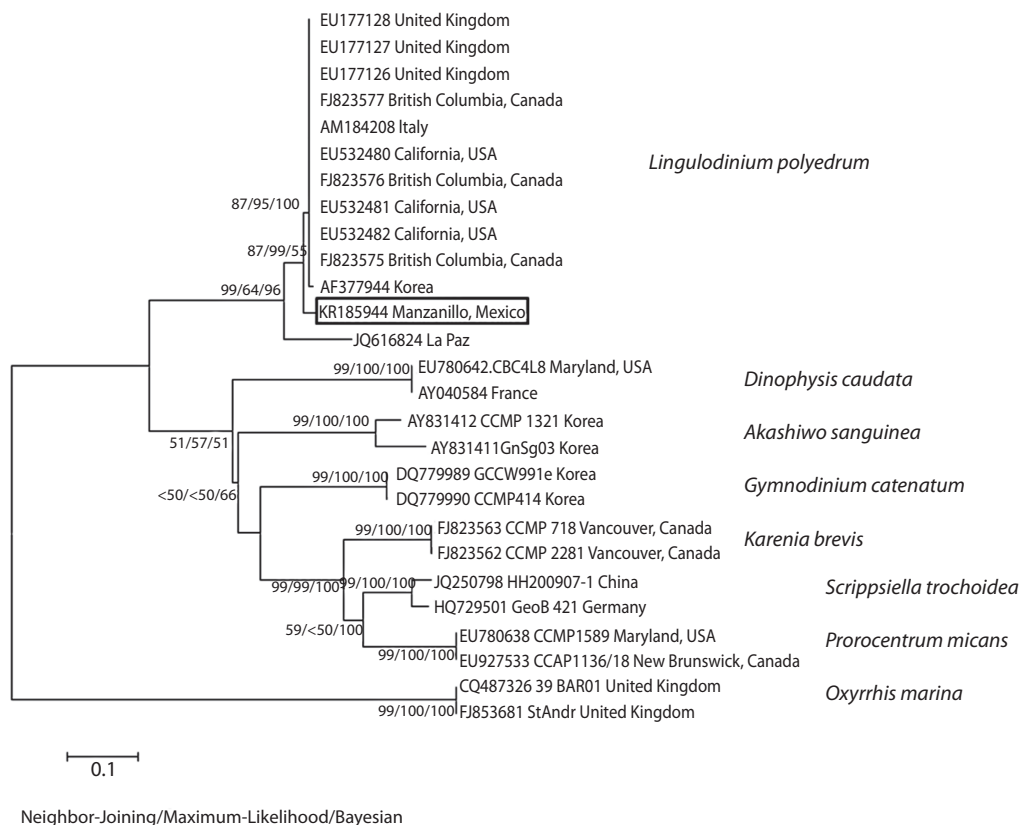 EU177128 United Kingdom
EU177127 United Kingdom
EU177126 United Kingdom
FJ823577 British Columbia, Canada
AM184208 Italy
EU532480 California, USA
Lingulodinium polyedrum
FJ823576 British Columbia, Canada
87/95/100
EU532481 California, USA
EU532482 California, USA
87/99/55
FJ823575 British Columbia, Canada
99/64/96
AF377944 Korea
KR185944 Manzanillo, Mexico
JQ616824 La Paz
99/100/100
EU780642.CBC4L8 Maryland, USA
Dinophysis caudata
AY040584 France
99/100/100
AY831412 CCMP 1321 Korea
Akashiwo sanguinea
51/57/51
AY831411GnSg03 Korea
99/100/100
DQ779989 GCCW991e Korea
Gymnodinium catenatum
<50/<50/66
DQ779990 CCMP414 Korea
99/100/100
FJ823563 CCMP 718 Vancouver, Canada
Karenia brevis
FJ823562 CCMP 2281 Vancouver, Canada
99/99/100
99/100/100
JQ250798 HH200907-1 China
Scrippsiella trochoidea
HQ729501 GeoB 421 Germany
59/<50/100
EU780638 CCMP1589 Maryland, USA
Prorocentrum micans
99/100/100
EU927533 CCAP1136/18 New Brunswick, Canada
CQ487326 39 BAR01 United Kingdom
Oxyrrhis marina
99/100/100
FJ853681 StAndr United Kingdom
0.1
Neighbor-Joining/Maximum-Likelihood/Bayesian